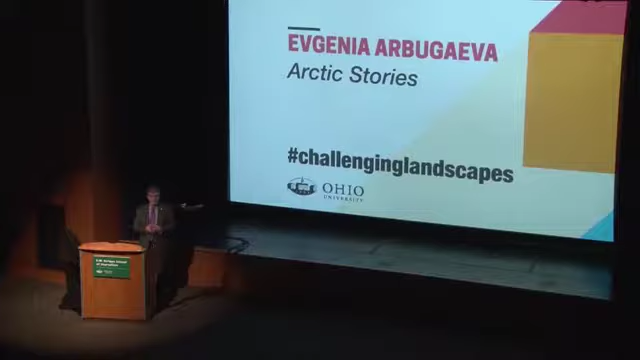 EVGENIA ARBUGAEVA
Arctic Stories
#challenginglandscapes
OHIO
UNIVERSITY